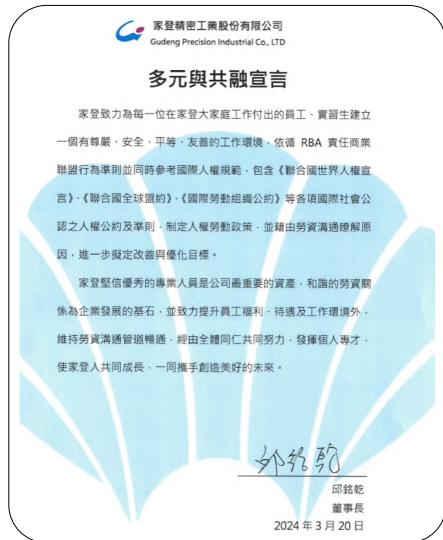 家登精密工業股份有限公司
Gudeng Precision Industrial Co., LTD
多元與共融宣言
家登致力為每一位在家登大家庭工作付出的員工、實習生建立
一個有尊嚴、安全、平等、友善的工作環境，依循 RBA 責任商業
聯盟行為準則並同時參考國際人權規範，包含《聯合國世界人權宣
言》、《聯合國全球盟約》、《國際勞動組織公約》等各項國際社會公
認之人權公約及準則，制定人權勞動政策，並藉由勞資溝通瞭解原
因，進一步擬定改善與優化目標。
家登堅信優秀的專業人員是公司最重要的資產，和諧的勞資關
係為企業發展的基石，並致力提升員工福利、待遇及工作環境外，
維持勞資溝通管道暢通，經由全體同仁共同努力，發揮個人專才，
使家登人共同成長，一同攜手創造美好的未來。
邱銘乾
邱銘乾
董事長
2024 年 3 月 20 日